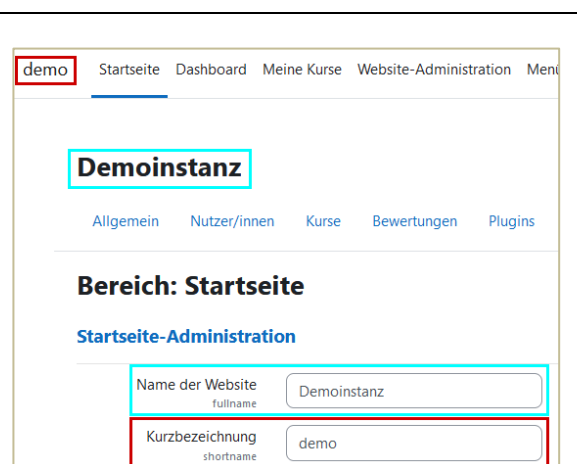 demo Startseite Dashboard Meine Kurse Website-Administration
Demoinstanz
Allgemein Nutzer/innen Kurse Bewertungen Plugins
Bereich: Startseite
Startseite-Administration
Name der Website Demoinstanz
fullname
Kurzbezeichnung demo
shortname